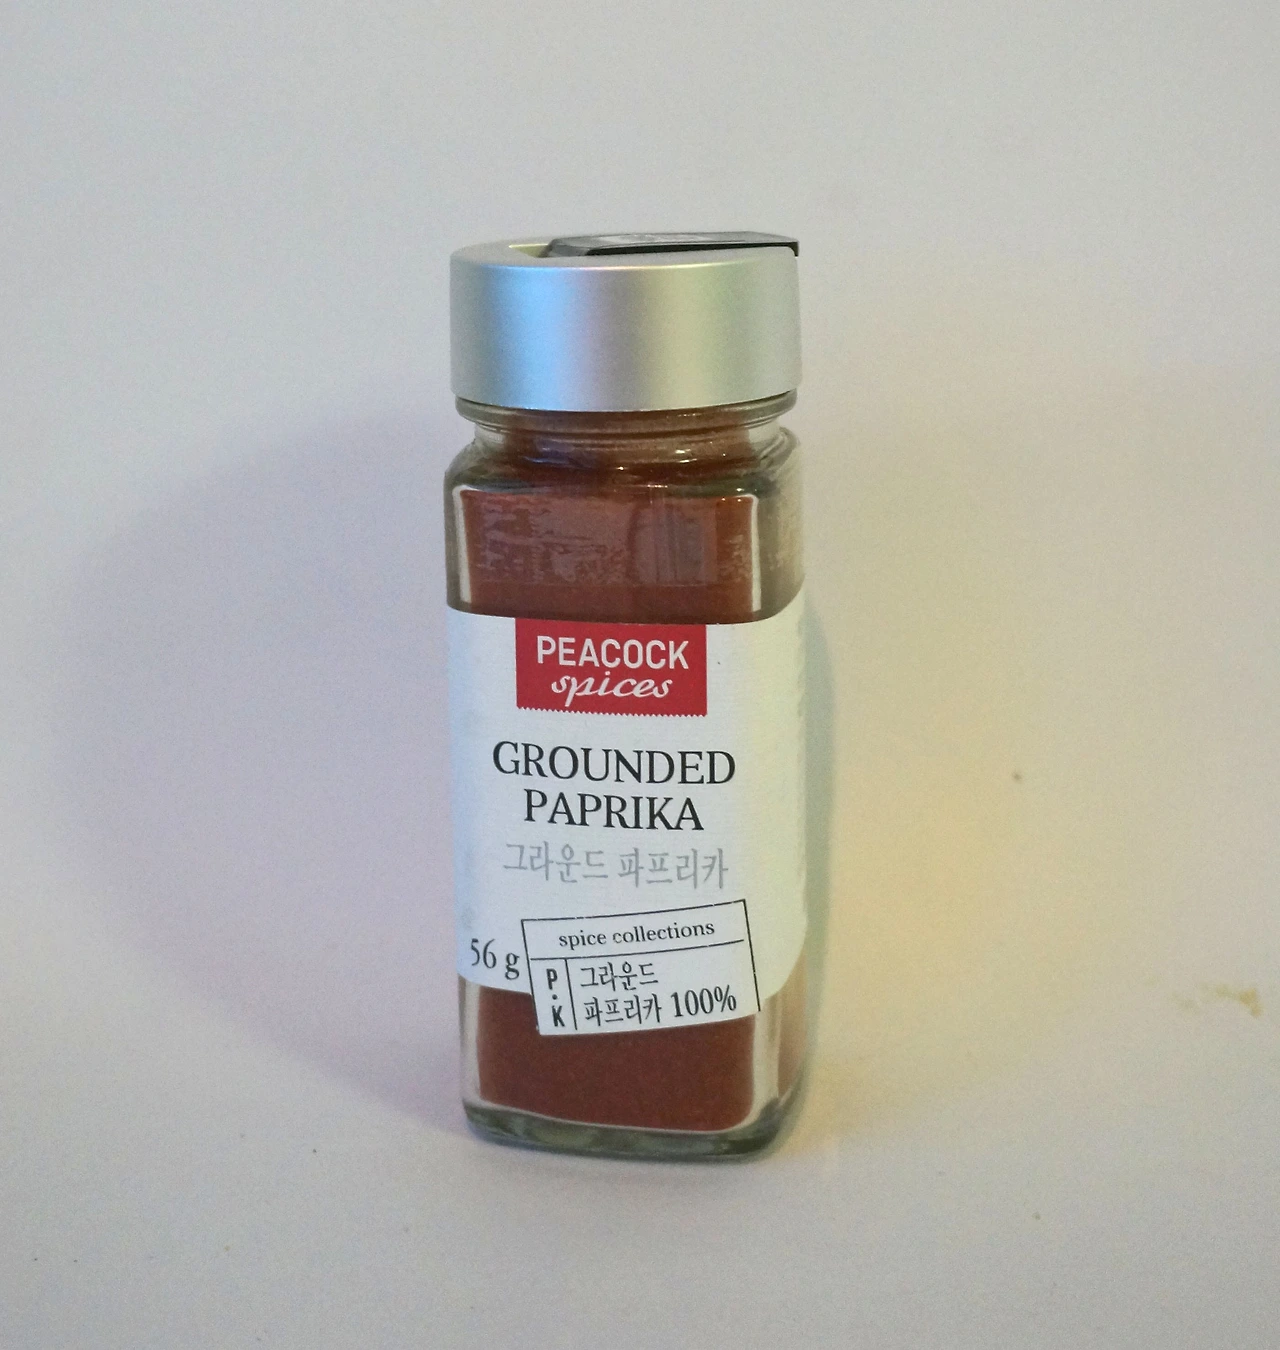 PEACOCK
spices
GROUNDED
PAPRIKA
그라운드 파프리카
56 g
spice collections
P·K
그라운드
파프리카 100%